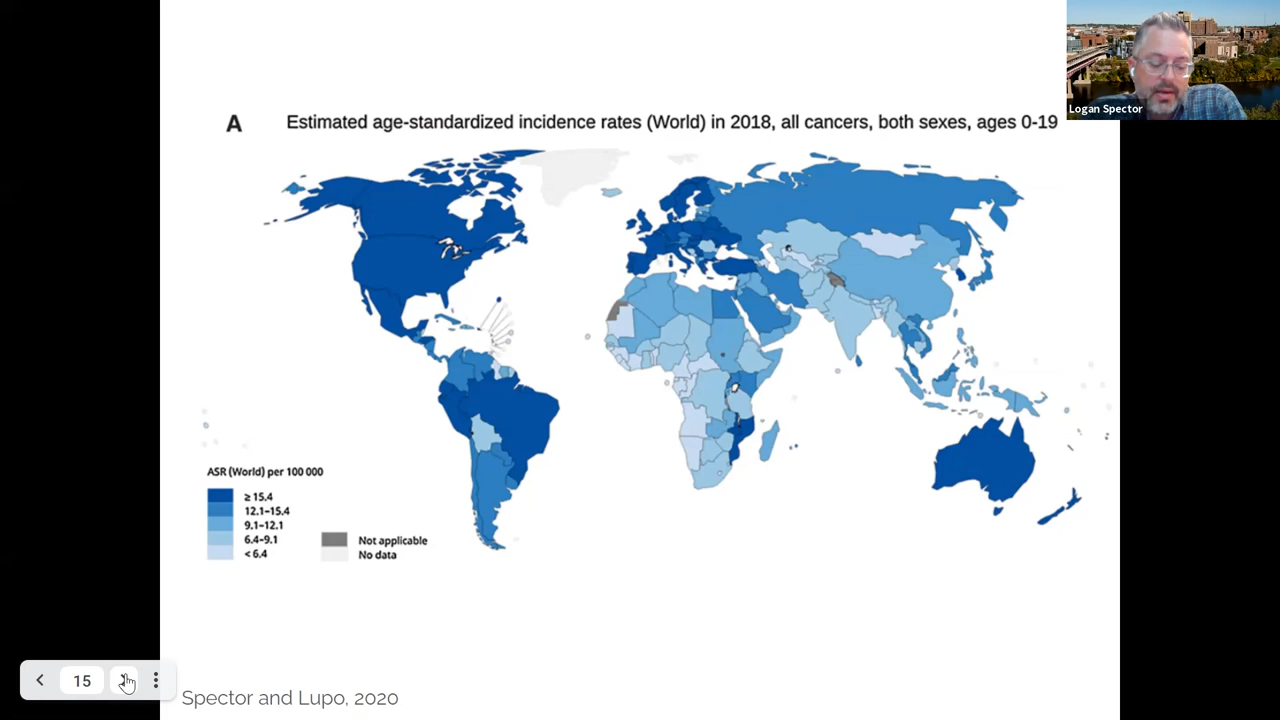 Logan Spector
A Estimated age-standardized incidence rates (World) in 2018, all cancers, both sexes, ages 0-19
ASR (World) per 100 000
≥ 15.4
12.1–15.4
9.1–12.1
6.4–9.1
< 6.4
Not applicable
No data
15
Spector and Lupo, 2020